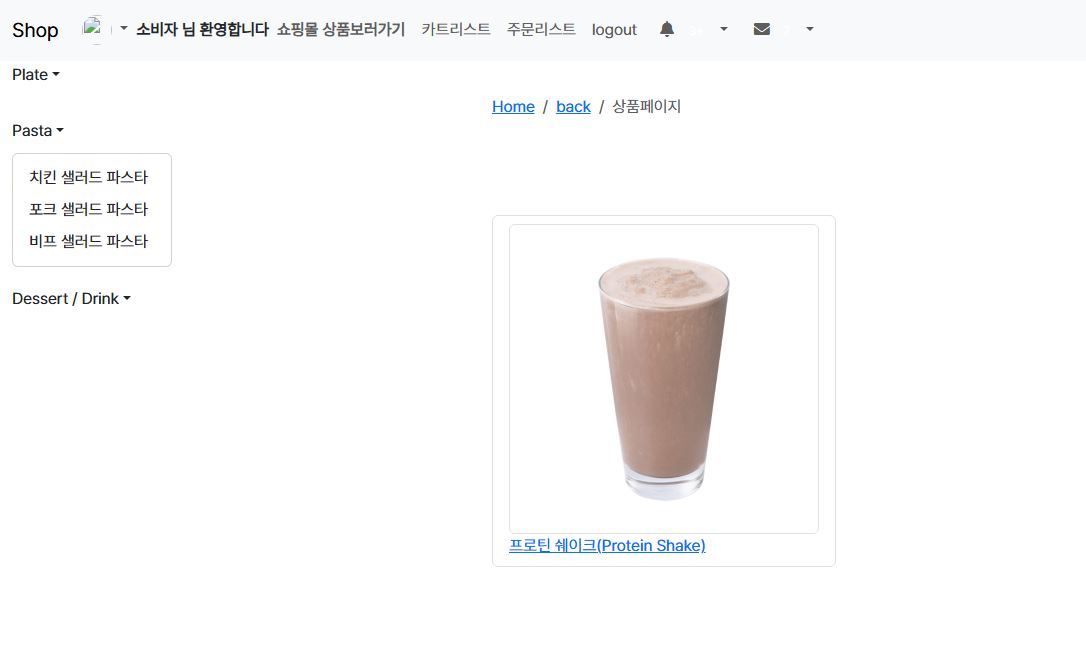 Shop 소비자 님 환영합니다 쇼핑몰 상품보러가기 카트리스트 주문리스트 logout
Plate
Home / back / 상품페이지
Pasta
치킨 샐러드 파스타
포크 샐러드 파스타
비프 샐러드 파스타
Dessert / Drink
프로틴 쉐이크(Protein Shake)